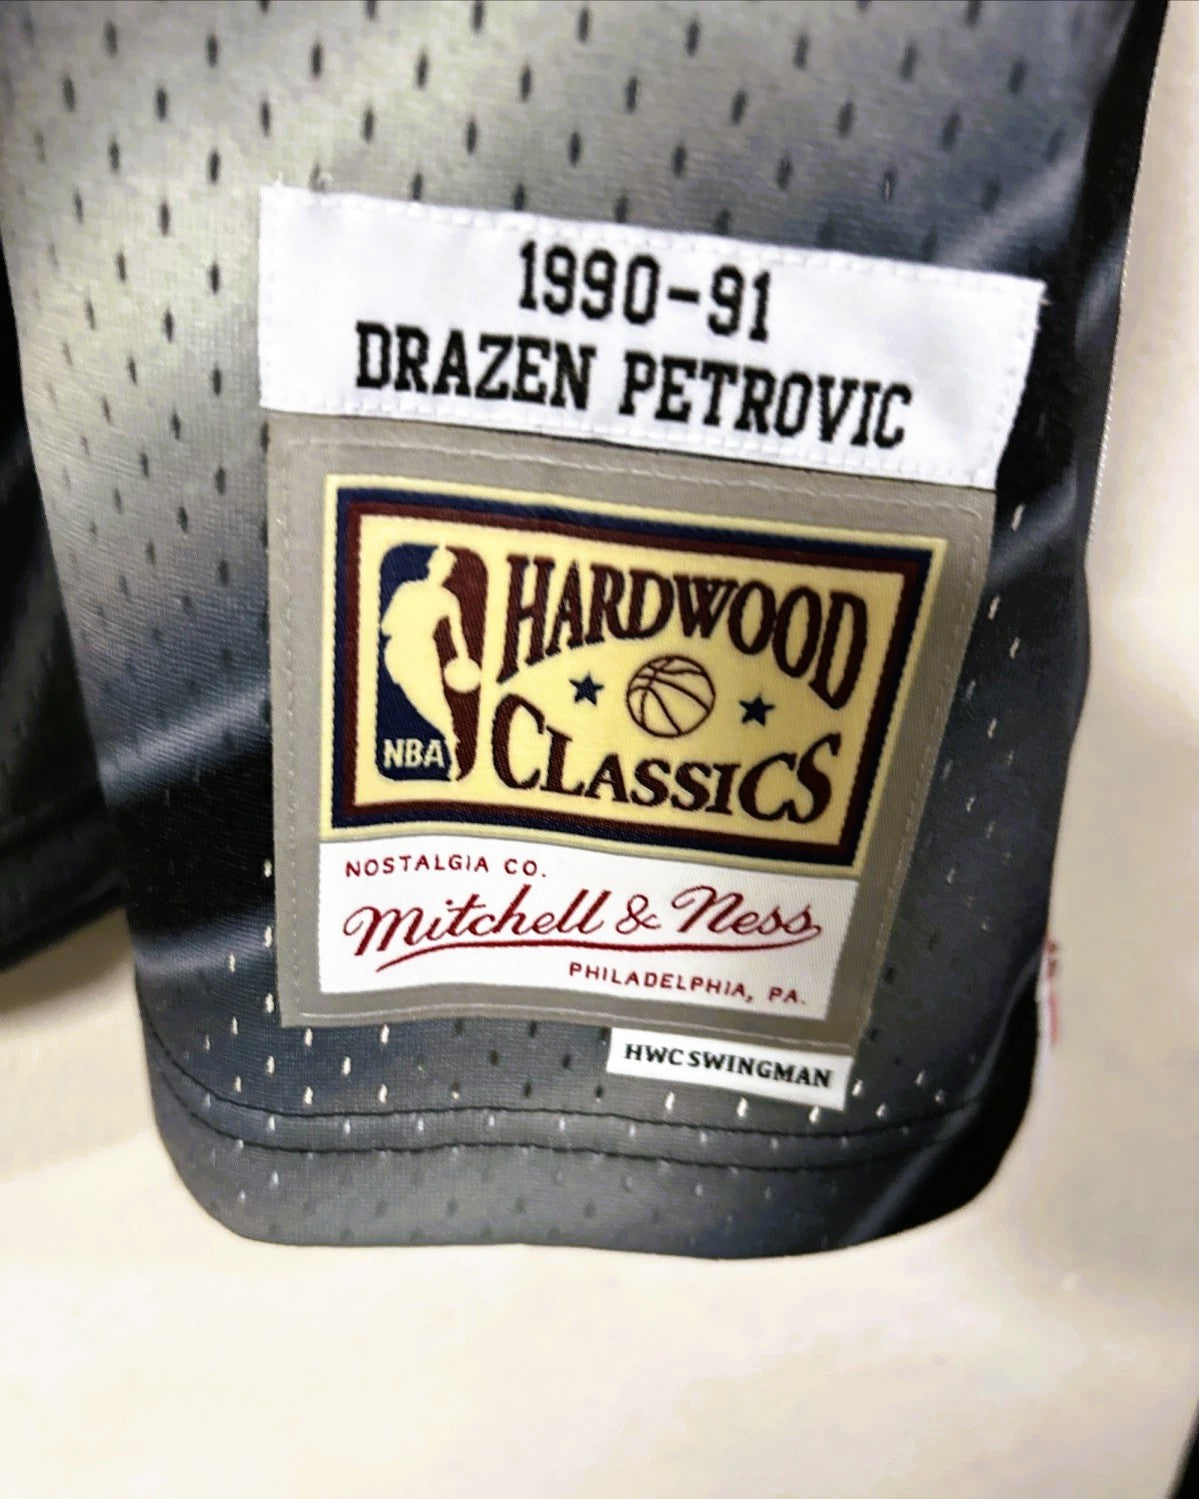 1990-91
DRAZEN PETROVIC
HARDWOOD
CLASSICS
NBA
NOSTALGIA CO.
Mitchell & Ness
PHILADELPHIA, PA.
HWC SWINGMAN